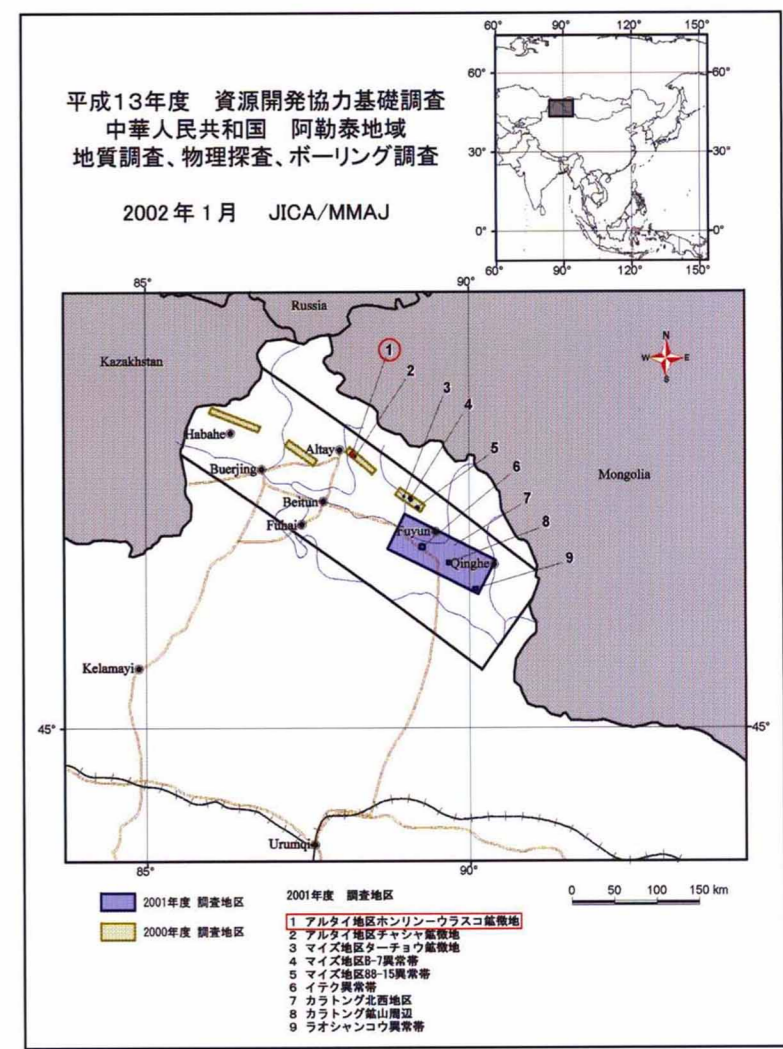 平成13年度 資源開発協力基礎調査
中華人民共和国 阿勒泰地域
地質調査、物理探査、ボーリング調査
2002年1月 JICA/MMAJ
60° 90° 120° 150°
60° 60°
30° 30°
0° 0°
60° 90° 120° 150°
85° 90°
Russia
Kazakhstan
Mongolia
N
W E
S
1
2
3
4
5
6
7
8
9
Habahe
Altay
Buerjing
Beitun
Fuhai
Fuyun
Qinghe
Kelamayi
45° 45°
Urumqi
85° 90°
2001年度 調査地区
2000年度 調査地区
0 50 100 150 km
2001年度 調査地区
1 アルタイ地区ホンリンーウラスコ鉱徴地
2 アルタイ地区チャシャ鉱徴地
3 マイズ地区ターチョウ鉱徴地
4 マイズ地区B-7異常帯
5 マイズ地区88-15異常帯
6 イテク異常帯
7 カラトング北西地区
8 カラトング鉱山周辺
9 ラオシャンコウ異常帯